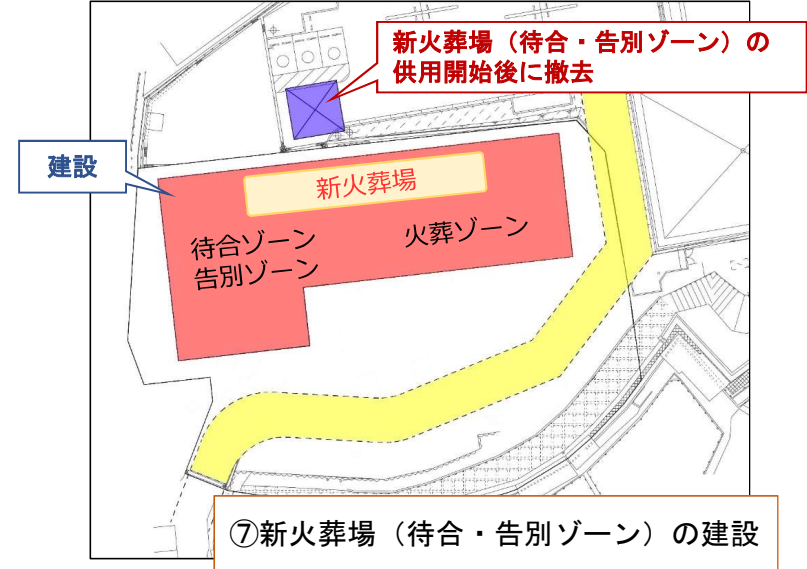 新火葬場（待合・告別ゾーン）の
供用開始後に撤去
建設
新火葬場
待合ゾーン
告別ゾーン
火葬ゾーン
⑦新火葬場（待合・告別ゾーン）の建設